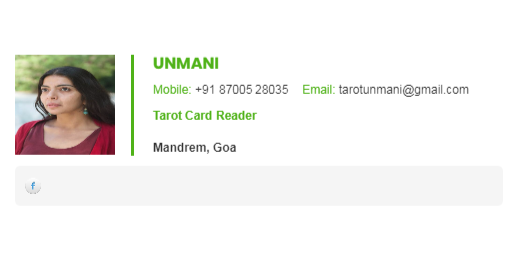 UNMANI
Mobile: +91 87005 28035 Email: tarotunmani@gmail.com
Tarot Card Reader
Mandrem, Goa